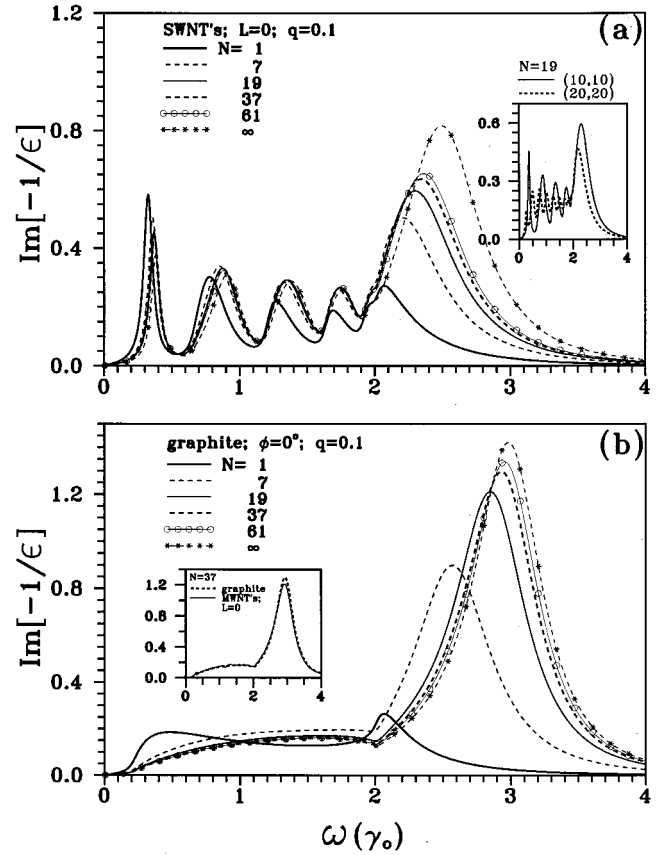 (a)
SWNT's; L=0; q=0.1
N= 1
7
19
37
61
∞
N=19
(10,10)
(20,20)
0.6
0.3
0.0
0 2 4
1.2
0.8
0.4
0.0
Im[-1/ϵ]
0 1 2 3 4
(b)
graphite; ϕ=0°; q=0.1
N= 1
7
19
37
61
∞
N=37
graphite
MWNT's;
L=0
1.2
0.8
0.4
0.0
0 2 4
1.2
0.8
0.4
0.0
Im[-1/ϵ]
0 1 2 3 4
ω(γₒ)